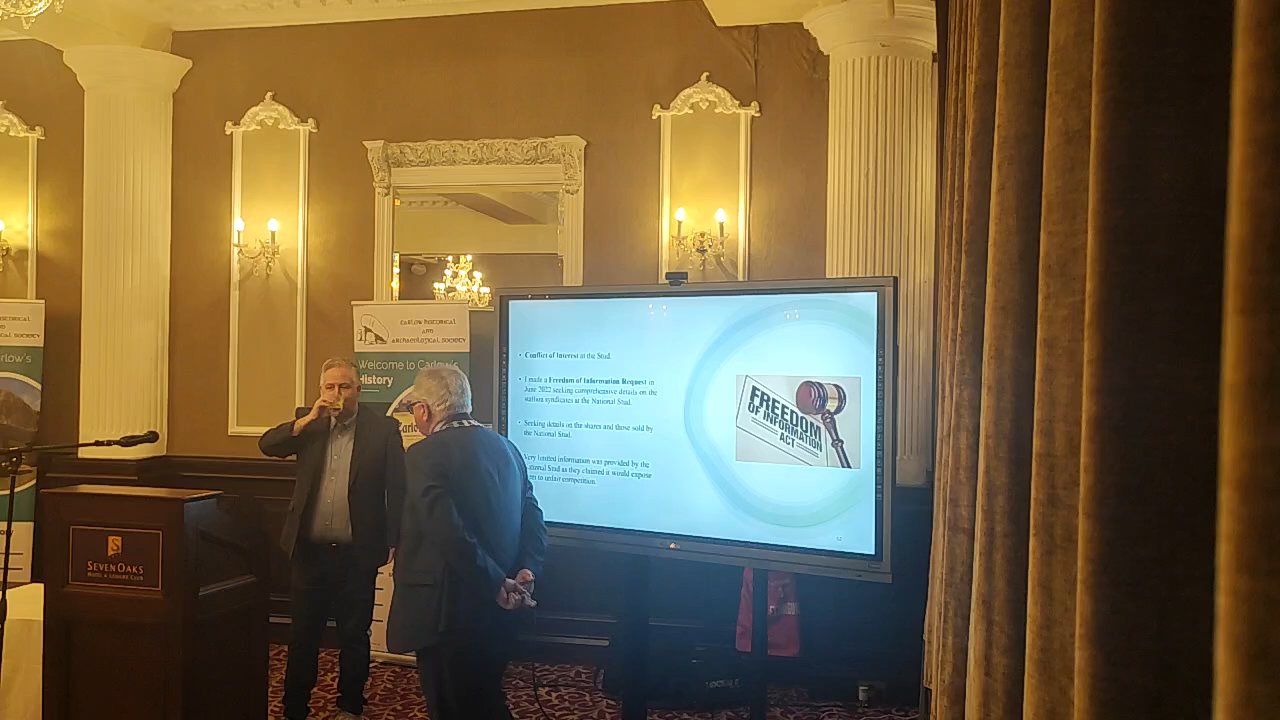 CARLOW HISTORICAL
AND
ARCHAEOLOGICAL SOCIETY
Welcome to Carlow's
History
• Conflict of Interest at the Stud.
• I made a Freedom of Information Request in
June 2022 seeking comprehensive details on the
stallion syndicates at the National Stud.
• Seeking details on the shares and those sold by
the National Stud.
Very limited information was provided by the
National Stud as they claimed it would expose
to unfair competition.
FREEDOM
OF INFORMATION
ACT
SEVEN OAKS
HOTEL & LEISURE CLUB